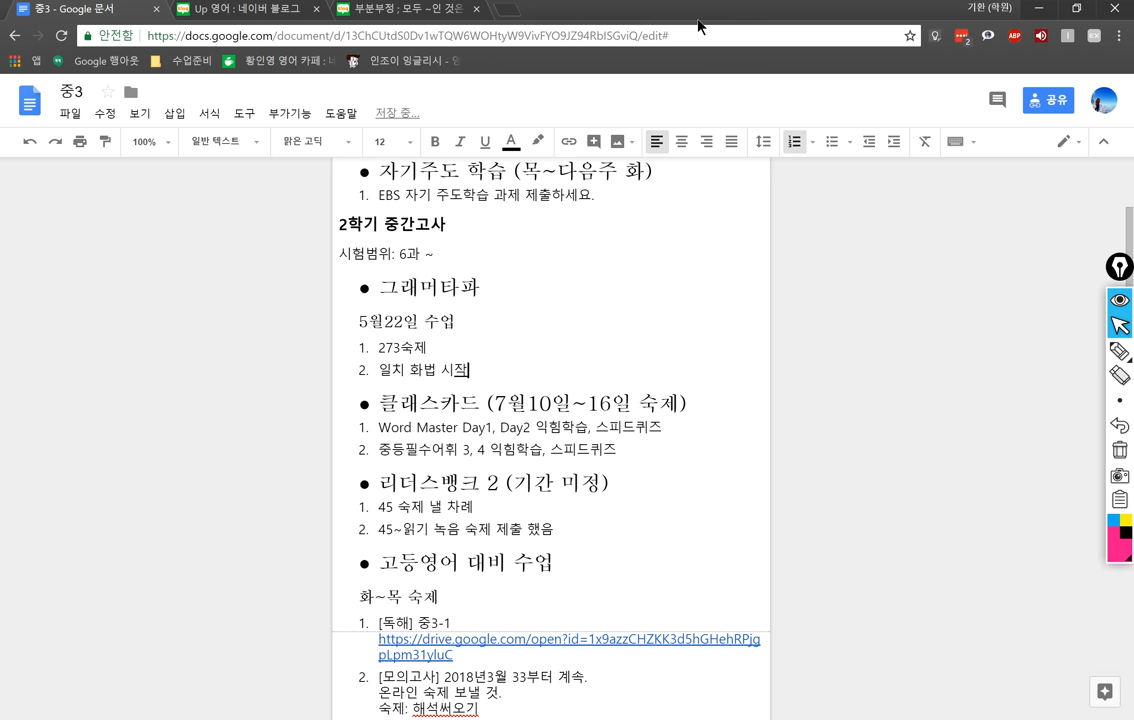 중3 - Google 문서
Up 영어 : 네이버 블로그
부분부정 ; 모두 ~인 것은
기환 (학원)
안전함
https://docs.google.com/document/d/13ChCUtdS0Dv1wTQW6WOHtyW9VivFYO9JZ94RbISGviQ/edit#
앱
Google 행아웃
수업준비
황인영 영어 카페 : 너
인조이 잉글리시 -
중3
파일 수정 보기 삽입 서식 도구 부가기능 도움말 저장 중...
공유
100% 일반 텍스트 맑은 고딕 12
● 자기주도 학습 (목~다음주 화)
1. EBS 자기 주도학습 과제 제출하세요.
2학기 중간고사
시험범위: 6과 ~
● 그래머타파
5월22일 수업
1. 273숙제
2. 일치 화법 시작
● 클래스카드 (7월10일~16일 숙제)
1. Word Master Day1, Day2 익힘학습, 스피드퀴즈
2. 중등필수어휘 3, 4 익힘학습, 스피드퀴즈
● 리더스뱅크 2 (기간 미정)
1. 45 숙제 낼 차례
2. 45~읽기 녹음 숙제 제출 했음
● 고등영어 대비 수업
화~목 숙제
1. [독해] 중3-1
https://drive.google.com/open?id=1x9azzCHZKK3d5hGHehRPjg
pLpm31yluC
2. [모의고사] 2018년3월 33부터 계속.
온라인 숙제 보낼 것.
숙제: 해석써오기